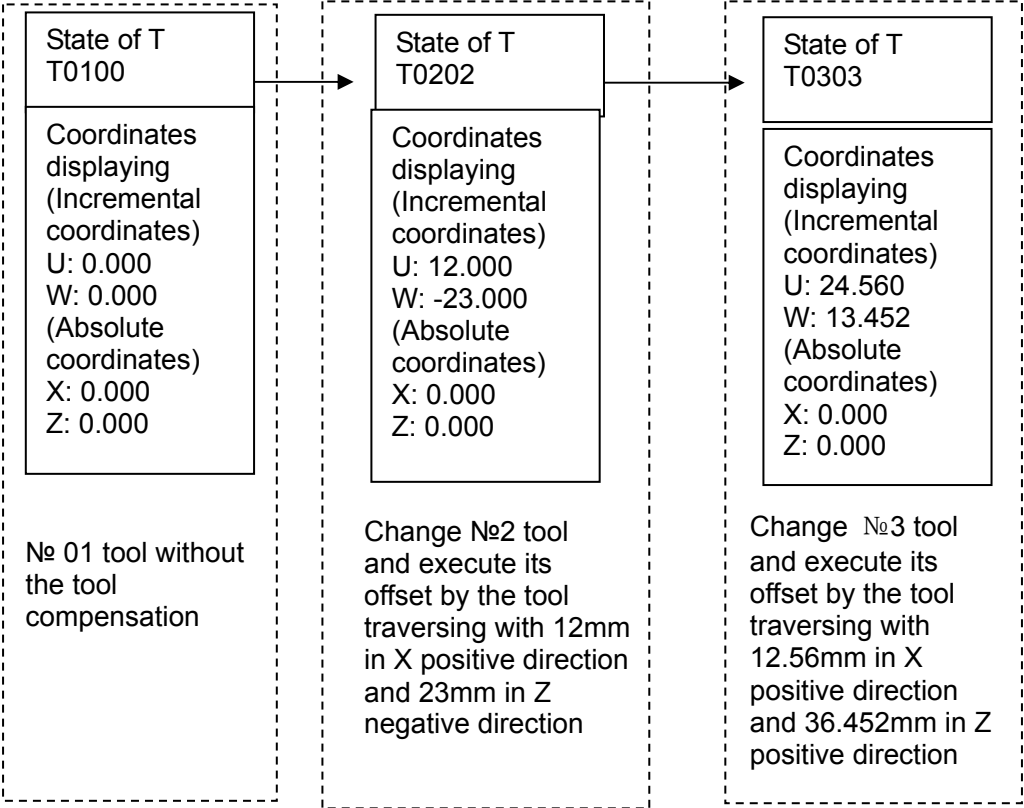 State of T
T0100
Coordinates
displaying
(Incremental
coordinates)
U: 0.000
W: 0.000
(Absolute
coordinates)
X: 0.000
Z: 0.000
№ 01 tool without
the tool
compensation
State of T
T0202
Coordinates
displaying
(Incremental
coordinates)
U: 12.000
W: -23.000
(Absolute
coordinates)
X: 0.000
Z: 0.000
Change №2 tool
and execute its
offset by the tool
traversing with 12mm
in X positive direction
and 23mm in Z
negative direction
State of T
T0303
Coordinates
displaying
(Incremental
coordinates)
U: 24.560
W: 13.452
(Absolute
coordinates)
X: 0.000
Z: 0.000
Change №3 tool
and execute its
offset by the tool
traversing with
12.56mm in X
positive direction
and 36.452mm in Z
positive direction